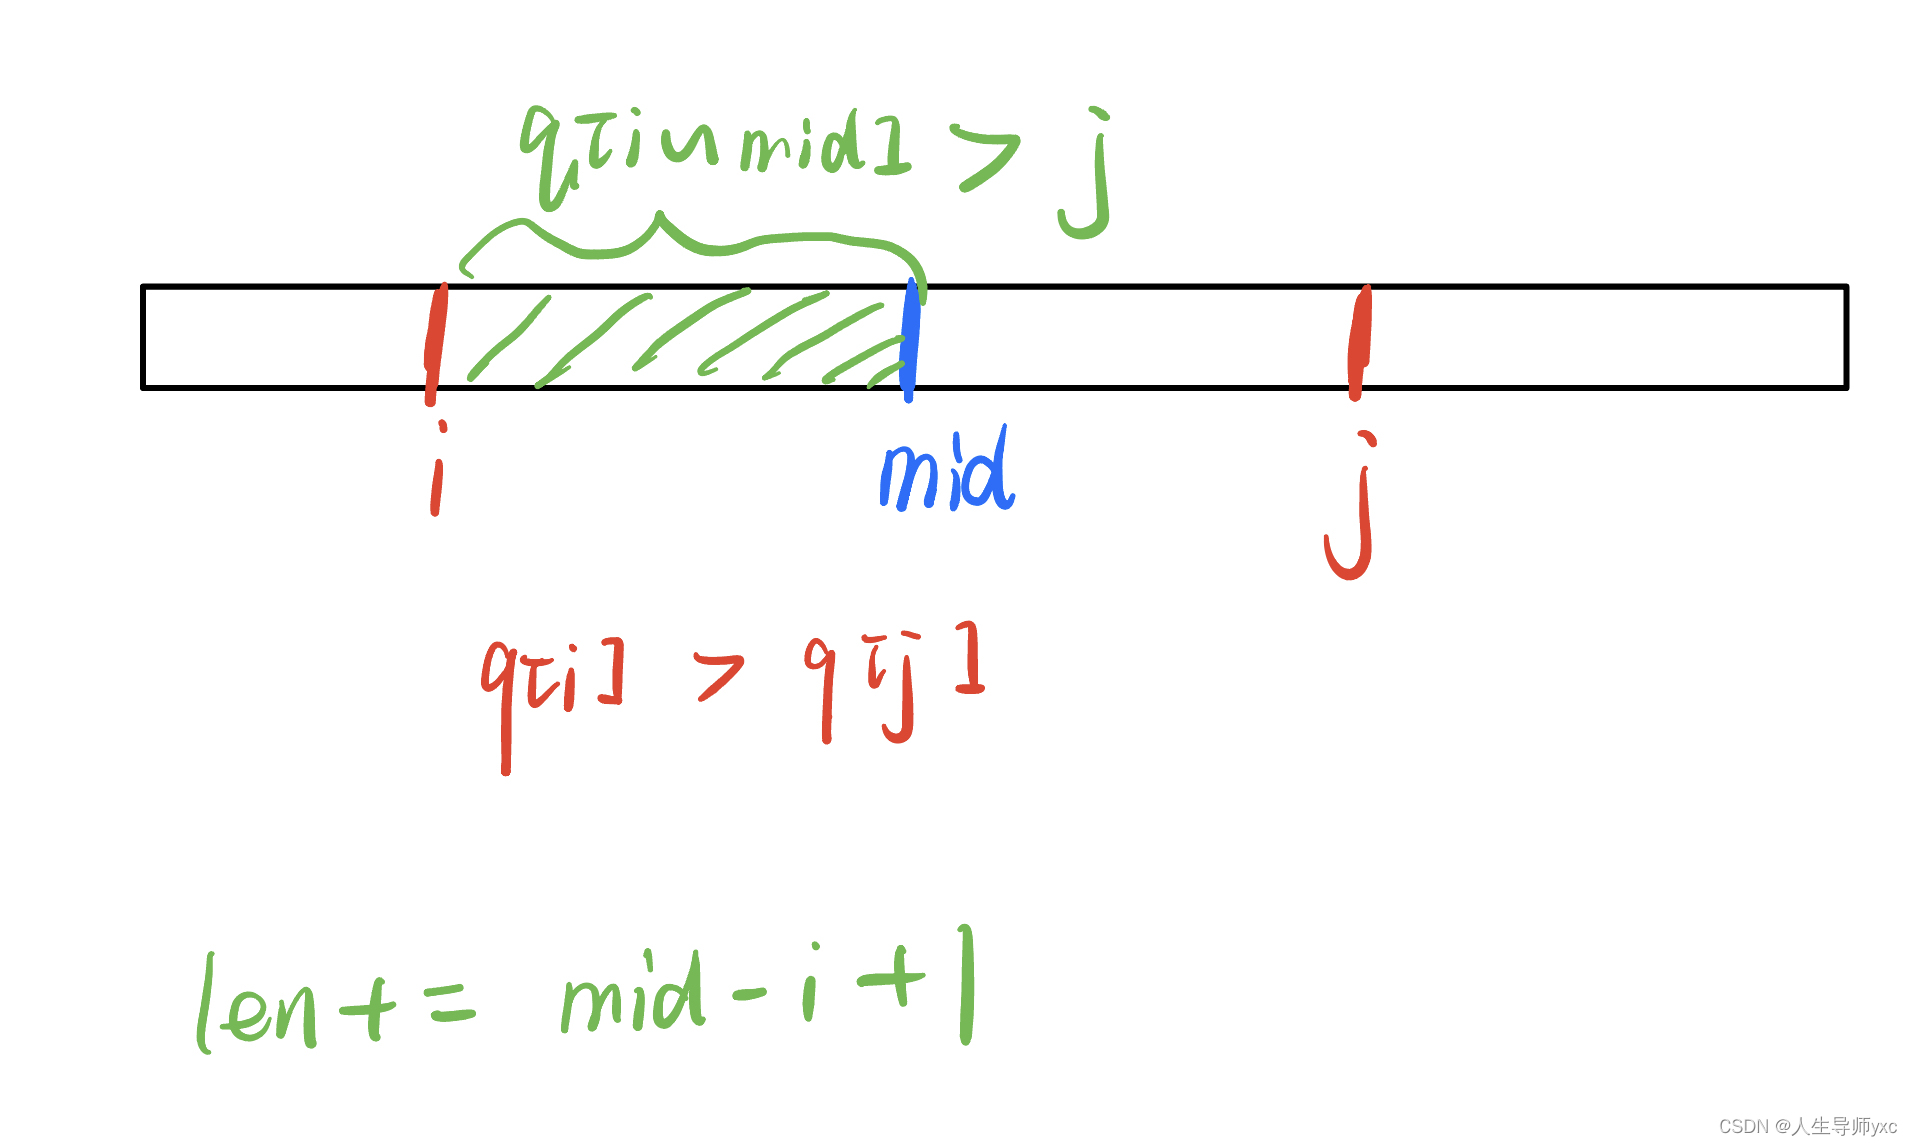 q[i~mid] > j
i
mid
j
q[i] > q[j]
len += mid - i + 1
CSDN @人生导师yxc